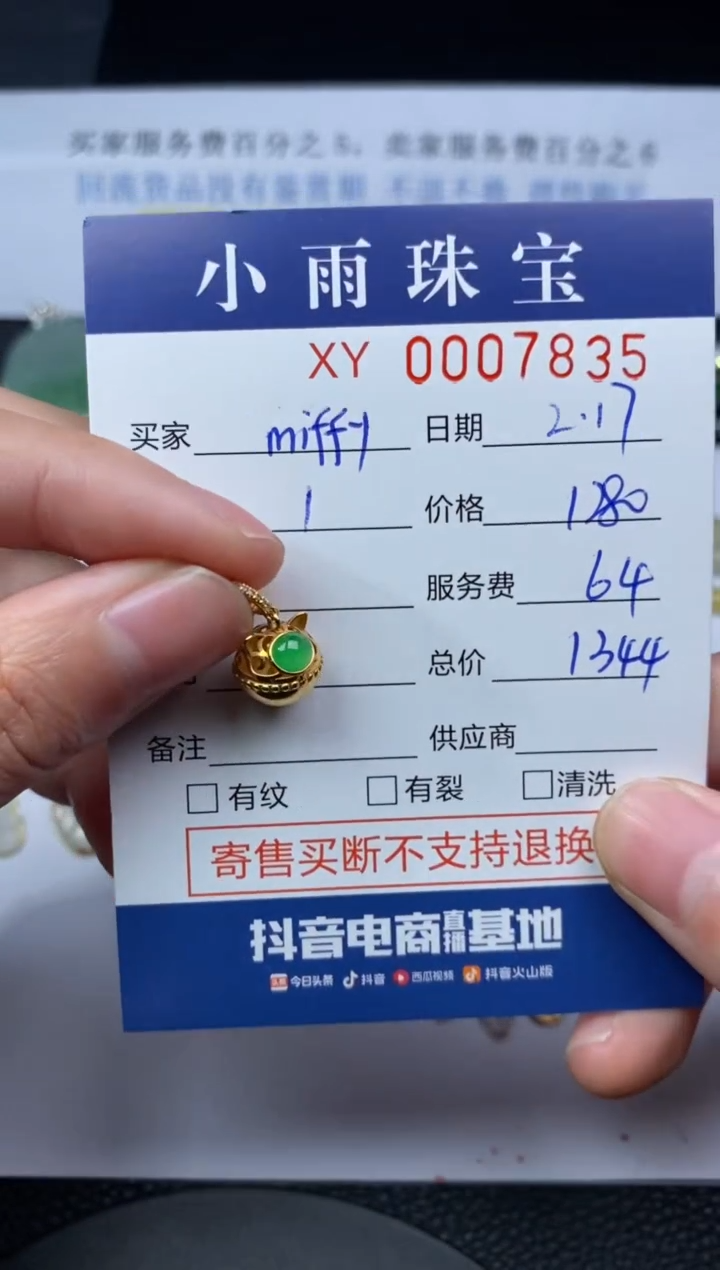 买家服务费百分之5，卖家服务费百分之6
小雨珠宝
XY 0007835
买家 miffy 日期 2.17
1 价格 1280
服务费 64
总价 1344
备注 供应商
有纹 有裂 清洗
寄售买断不支持退换
抖音电商直播基地
头条 今日头条 抖音 西瓜视频 抖音火山版